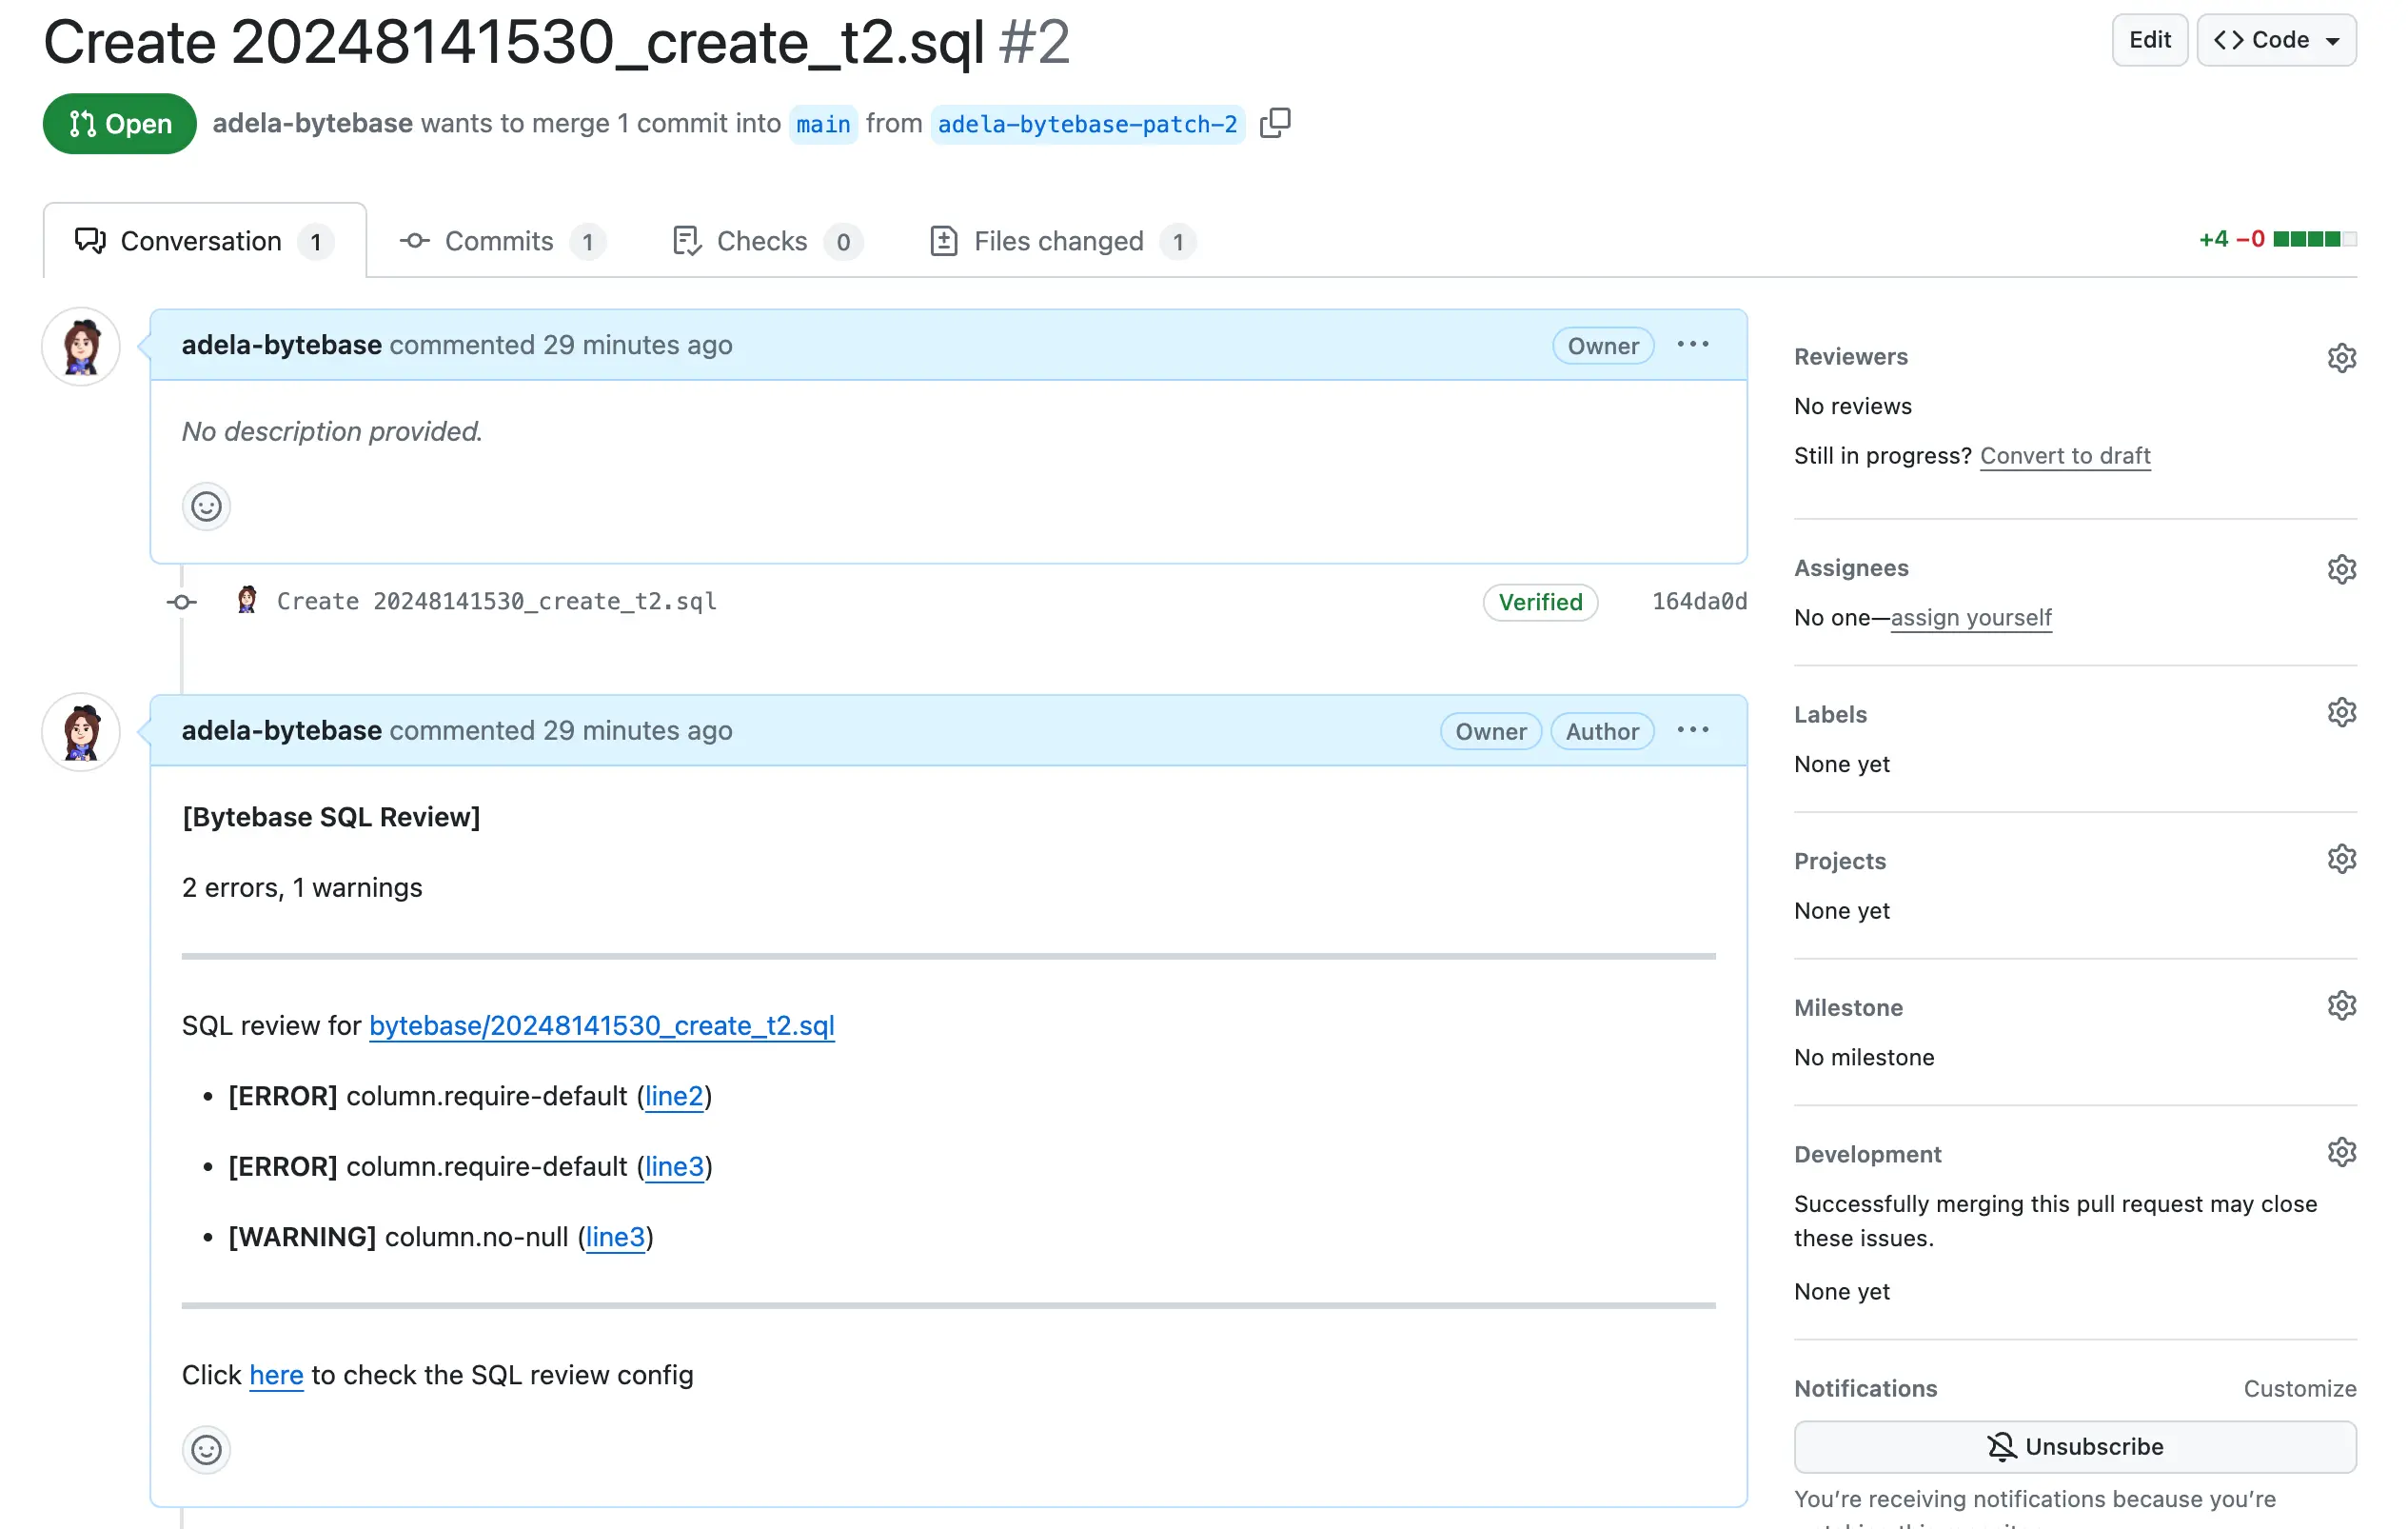 Create 20248141530_create_t2.sql #2
Edit
Code
Open
adela-bytebase wants to merge 1 commit into main from adela-bytebase-patch-2
Conversation 1
Commits 1
Checks 0
Files changed 1
+4 −0
adela-bytebase commented 29 minutes ago
Owner
No description provided.
Create 20248141530_create_t2.sql
Verified
164da0d
adela-bytebase commented 29 minutes ago
Owner
Author
[Bytebase SQL Review]
2 errors, 1 warnings
SQL review for bytebase/20248141530_create_t2.sql
• [ERROR] column.require-default (line2)
• [ERROR] column.require-default (line3)
• [WARNING] column.no-null (line3)
Click here to check the SQL review config
Reviewers
No reviews
Still in progress? Convert to draft
Assignees
No one—assign yourself
Labels
None yet
Projects
None yet
Milestone
No milestone
Development
Successfully merging this pull request may close
these issues.
None yet
Notifications
Customize
Unsubscribe
You’re receiving notifications because you’re